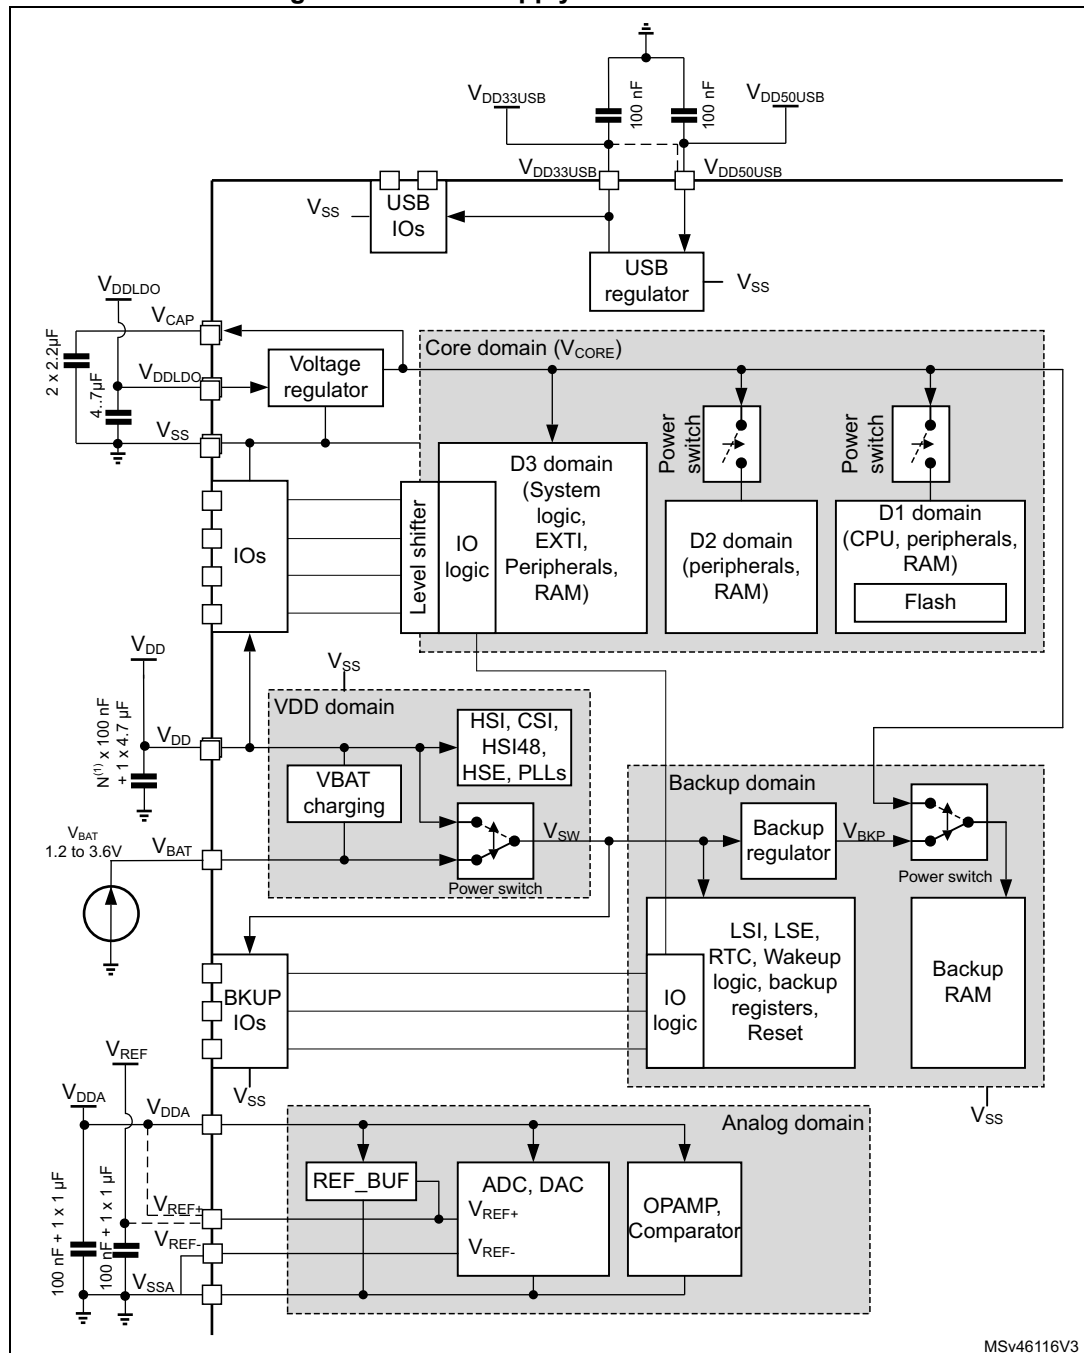 VDD33USB
100 nF
100 nF
VDD50USB
VDD33USB
VDD50USB
VSS
USB
IOs
USB
regulator
VSS
VDDLDO
VCAP
2 x 2.2µF
VDDLDO
4..7µF
VSS
Voltage
regulator
Core domain (VCORE)
Power
switch
Power
switch
D3 domain
(System
logic,
EXTI,
Peripherals,
RAM)
IOs
Level shifter
IO
logic
D2 domain
(peripherals,
RAM)
D1 domain
(CPU, peripherals,
RAM)
Flash
VDD
VSS
VDD domain
VDD
N(1) x 100 nF
+ 1 x 4.7 µF
HSI, CSI,
HSI48,
HSE, PLLs
VBAT
charging
Backup domain
VBAT
1.2 to 3.6V
VBAT
VSW
Power switch
Backup
regulator
VBKP
Power switch
LSI, LSE,
RTC, Wakeup
logic, backup
registers,
Reset
IO
logic
Backup
RAM
BKUP
IOs
VSS
VSS
VREF
VDDA
VDDA
Analog domain
REF_BUF
ADC, DAC
VREF+
VREF-
OPAMP,
Comparator
VREF+
VREF-
100 nF + 1 x 1 µF
100 nF + 1 x 1 µF
VSSA
MSv46116V3